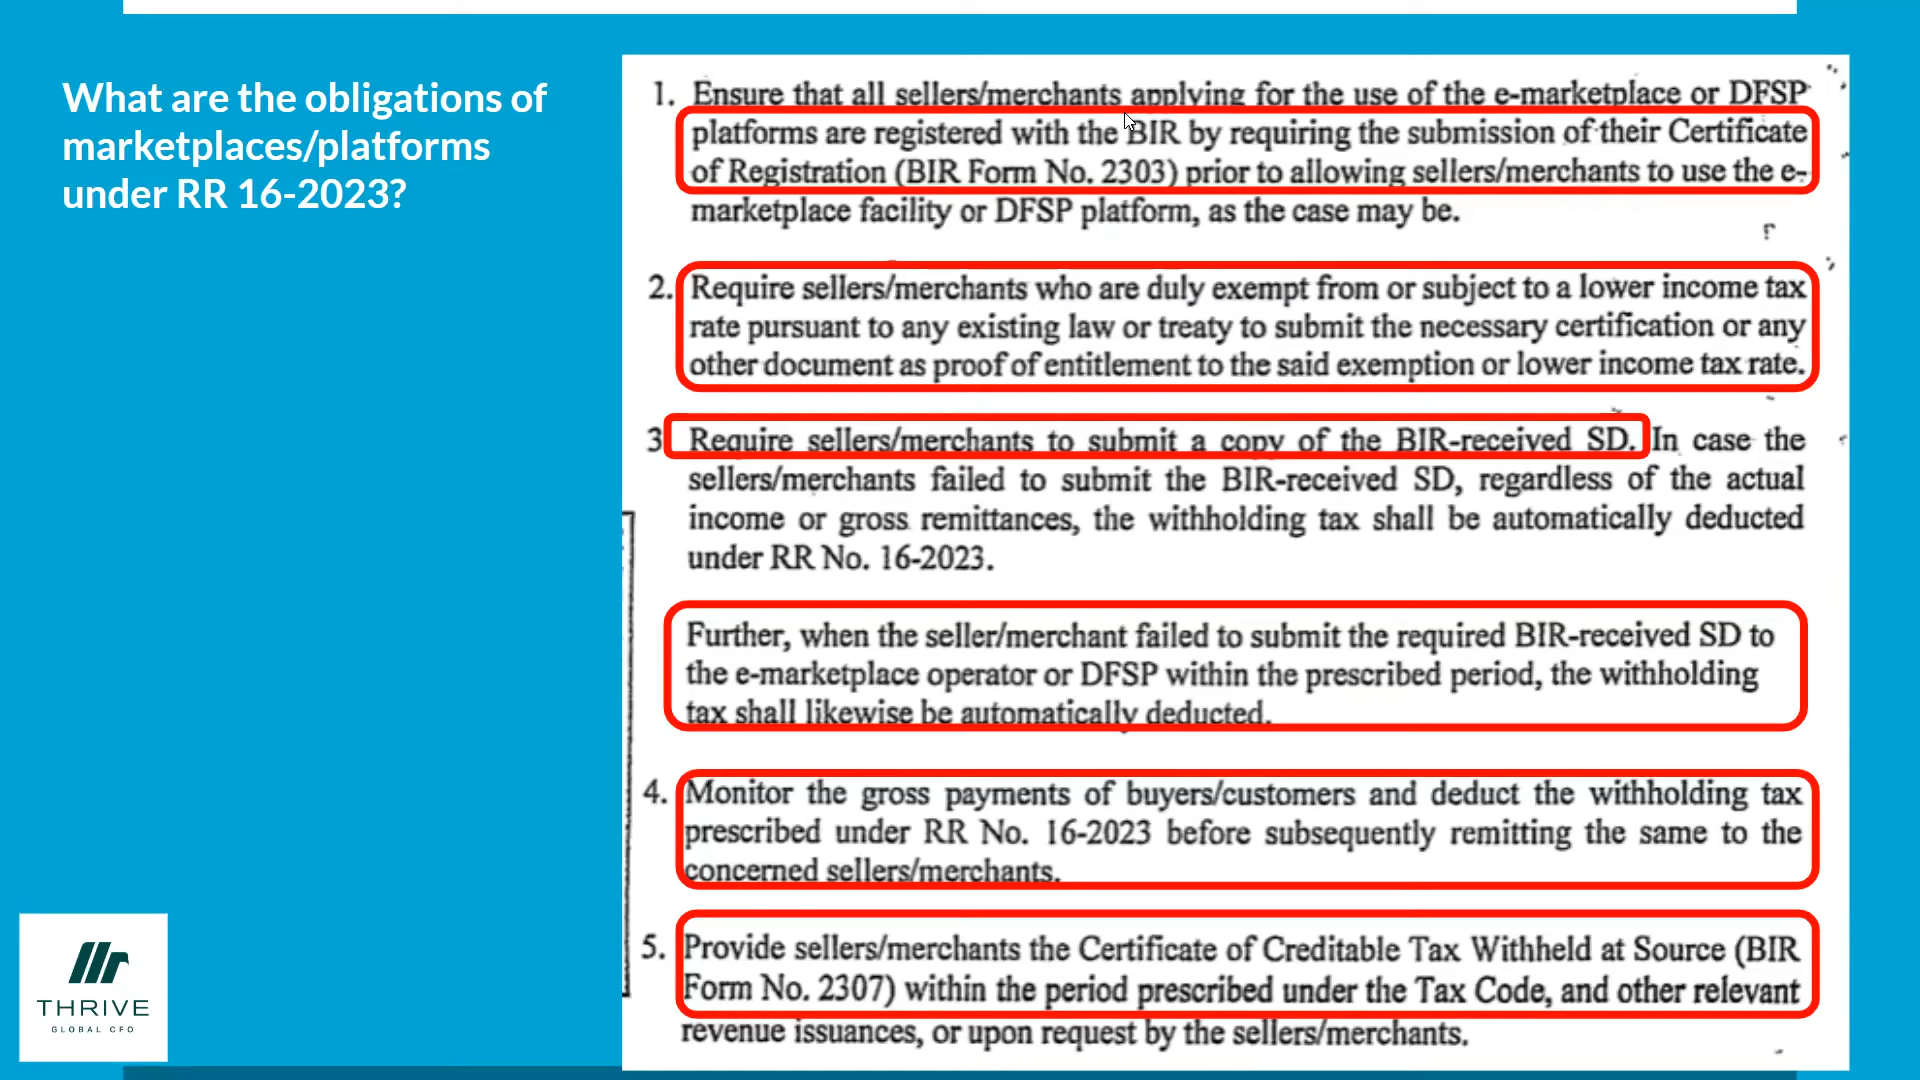 What are the obligations of
marketplaces/platforms
under RR 16-2023?
1. Ensure that all sellers/merchants applying for the use of the e-marketplace or DFSP
platforms are registered with the BIR by requiring the submission of their Certificate
of Registration (BIR Form No. 2303) prior to allowing sellers/merchants to use the e-
marketplace facility or DFSP platform, as the case may be.
2. Require sellers/merchants who are duly exempt from or subject to a lower income tax
rate pursuant to any existing law or treaty to submit the necessary certification or any
other document as proof of entitlement to the said exemption or lower income tax rate.
3 Require sellers/merchants to submit a copy of the BIR-received SD. In case the
sellers/merchants failed to submit the BIR-received SD, regardless of the actual
income or gross remittances, the withholding tax shall be automatically deducted
under RR No. 16-2023.
Further, when the seller/merchant failed to submit the required BIR-received SD to
the e-marketplace operator or DFSP within the prescribed period, the withholding
tax shall likewise be automatically deducted.
4. Monitor the gross payments of buyers/customers and deduct the withholding tax
prescribed under RR No. 16-2023 before subsequently remitting the same to the
concerned sellers/merchants.
5. Provide sellers/merchants the Certificate of Creditable Tax Withheld at Source (BIR
Form No. 2307) within the period prescribed under the Tax Code, and other relevant
revenue issuances, or upon request by the sellers/merchants.
THRIVE
GLOBAL CFO